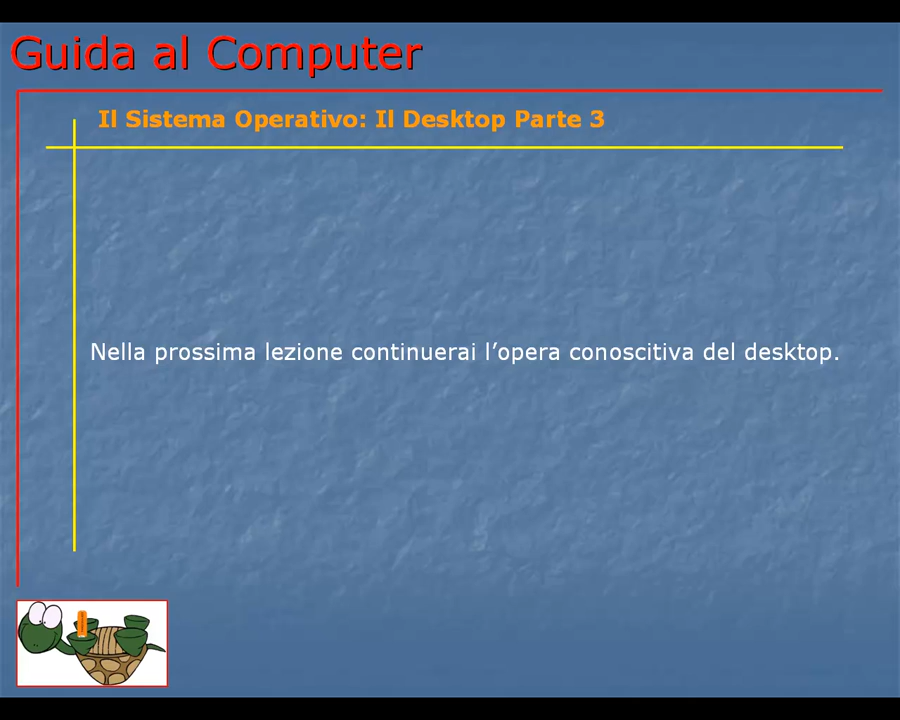 Guida al Computer
Il Sistema Operativo: Il Desktop Parte 3
Nella prossima lezione continuerai l’opera conoscitiva del desktop.